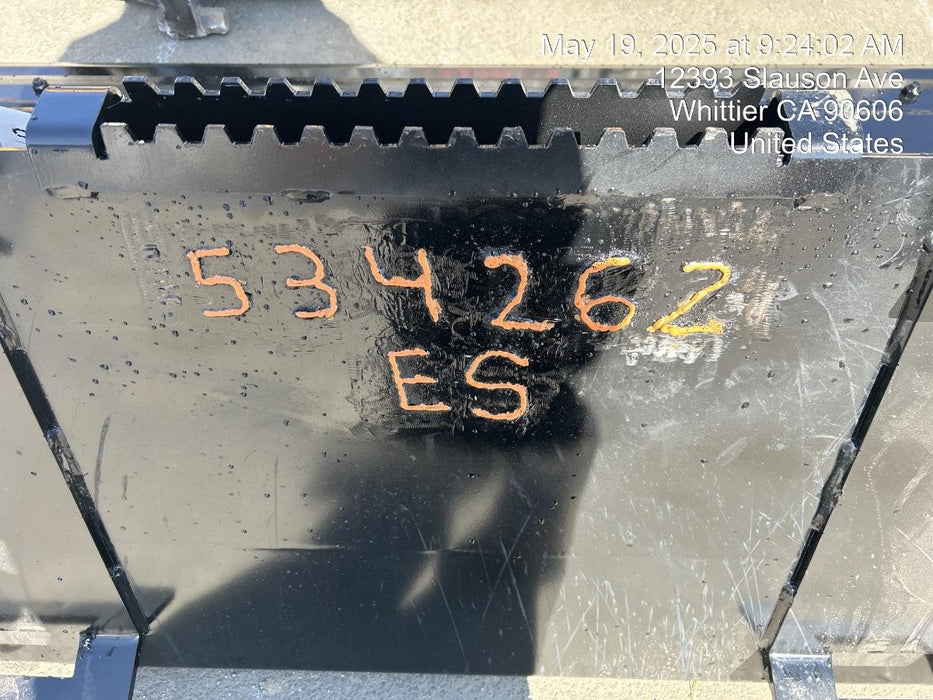 May 19, 2025 at 9:24:02 AM
12393 Slauson Ave
Whittier CA 90606
United States
534262
ES